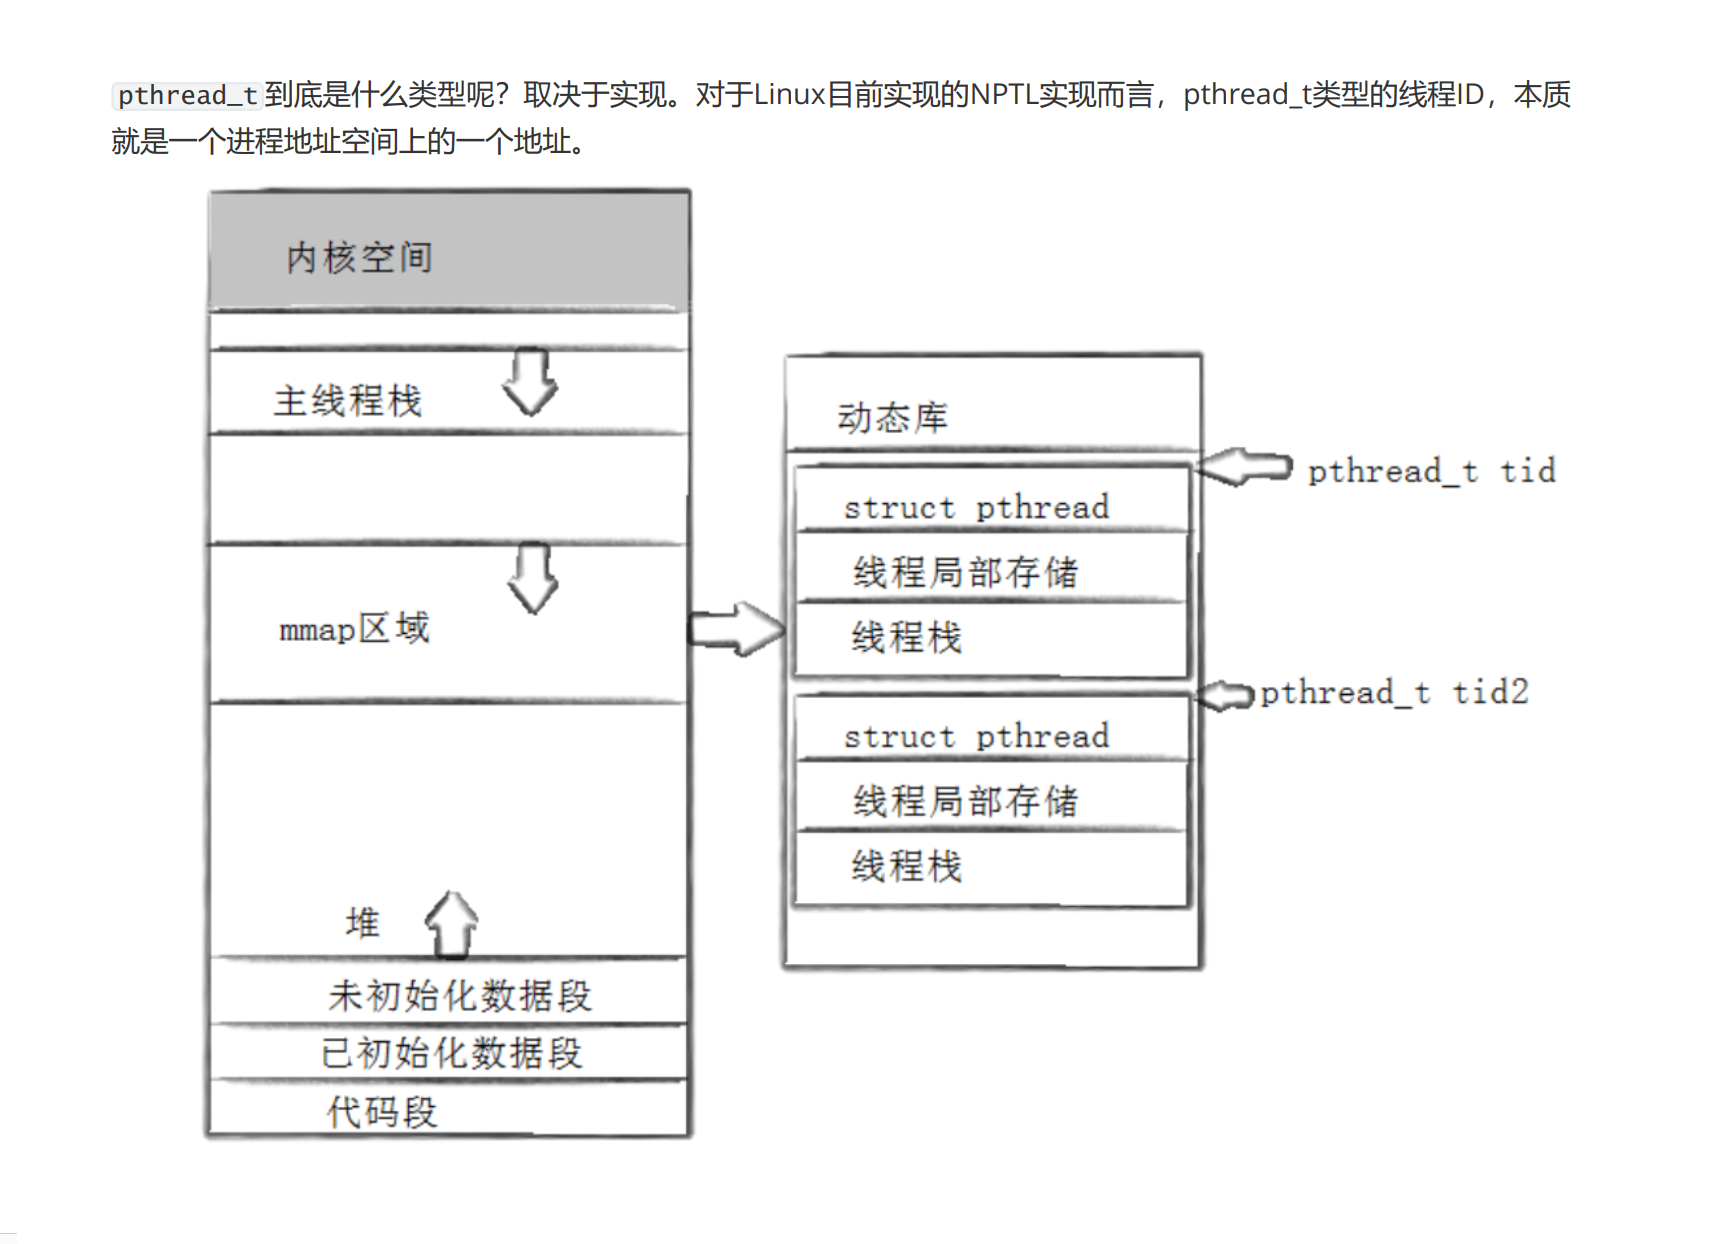 pthread_t到底是什么类型呢？取决于实现。对于Linux目前实现的NPTL实现而言，pthread_t类型的线程ID，本质
就是一个进程地址空间上的一个地址。
内核空间
主线程栈
mmap区域
堆
未初始化数据段
已初始化数据段
代码段
动态库
struct pthread
线程局部存储
线程栈
struct pthread
线程局部存储
线程栈
pthread_t tid
pthread_t tid2